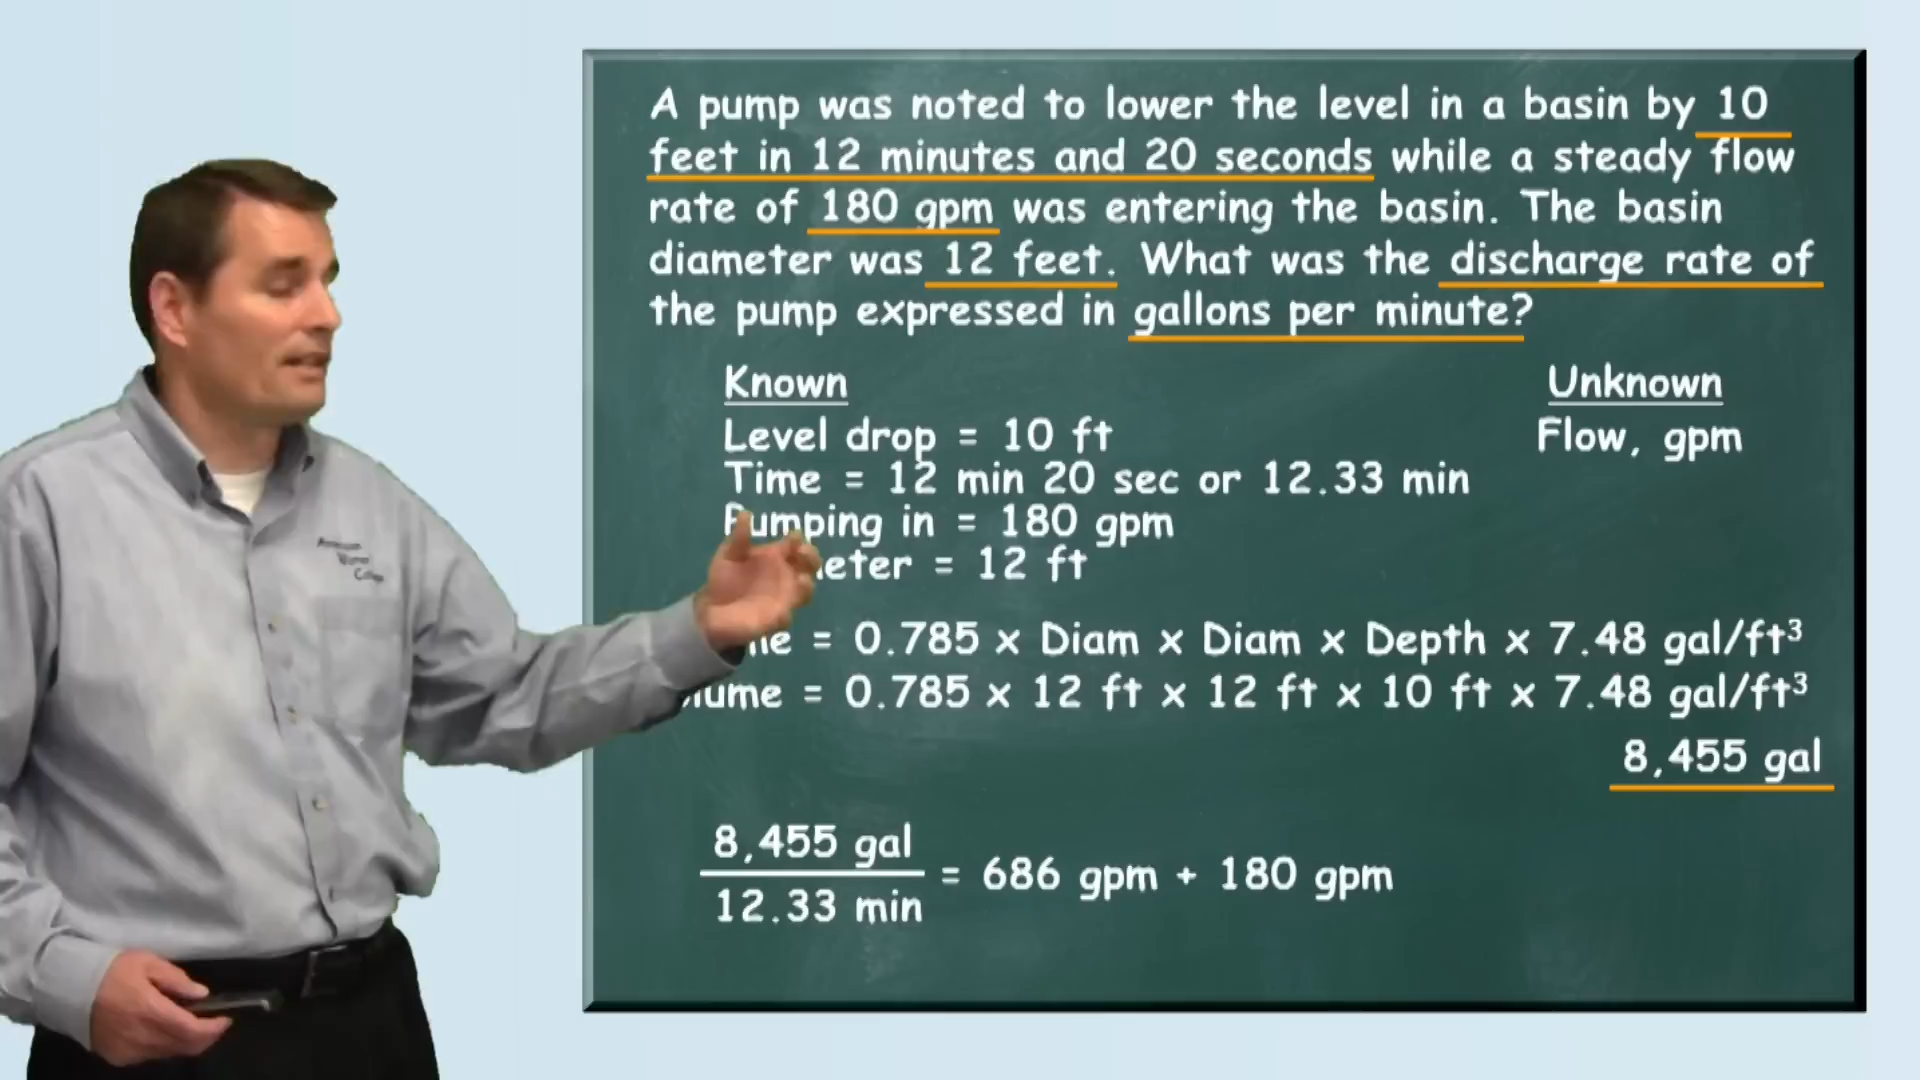 A pump was noted to lower the level in a basin by 10
feet in 12 minutes and 20 seconds while a steady flow
rate of 180 gpm was entering the basin. The basin
diameter was 12 feet. What was the discharge rate of
the pump expressed in gallons per minute?
Known
Unknown
Level drop = 10 ft
Flow, gpm
Time = 12 min 20 sec or 12.33 min
Pumping in = 180 gpm
eter = 12 ft
= 0.785 x Diam x Diam x Depth x 7.48 gal/ft³
lume = 0.785 x 12 ft x 12 ft x 10 ft x 7.48 gal/ft³
8,455 gal
8,455 gal
= 686 gpm + 180 gpm
12.33 min